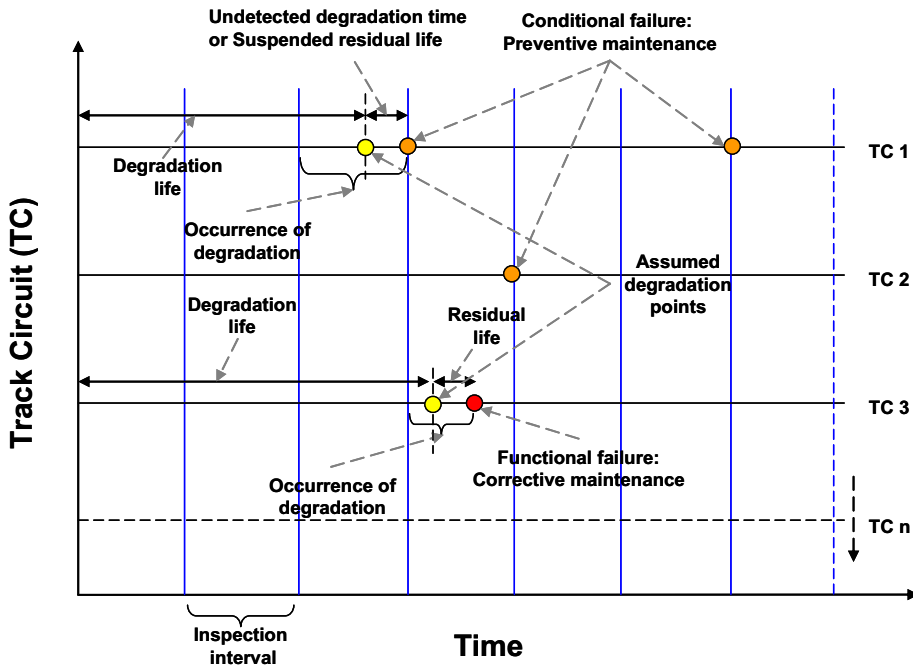 Undetected degradation time
or Suspended residual life
Conditional failure:
Preventive maintenance
TC 1
Degradation
life
Occurrence of
degradation
Assumed
degradation
points
TC 2
Degradation
life
Residual
life
TC 3
Functional failure:
Corrective maintenance
Occurrence of
degradation
TC n
Track Circuit (TC)
Inspection
interval
Time